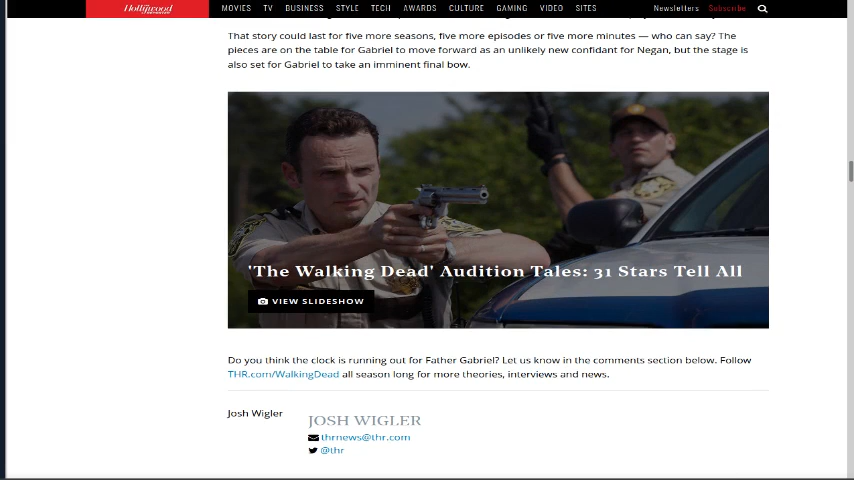 Hollywood
REPORTER
MOVIES TV BUSINESS STYLE TECH AWARDS CULTURE GAMING VIDEO SITES Newsletters Subscribe
That story could last for five more seasons, five more episodes or five more minutes — who can say? The
pieces are on the table for Gabriel to move forward as an unlikely new confidant for Negan, but the stage is
also set for Gabriel to take an imminent final bow.
'The Walking Dead' Audition Tales: 31 Stars Tell All
VIEW SLIDESHOW
Do you think the clock is running out for Father Gabriel? Let us know in the comments section below. Follow
THR.com/WalkingDead all season long for more theories, interviews and news.
Josh Wigler
JOSH WIGLER
thrnews@thr.com
@thr